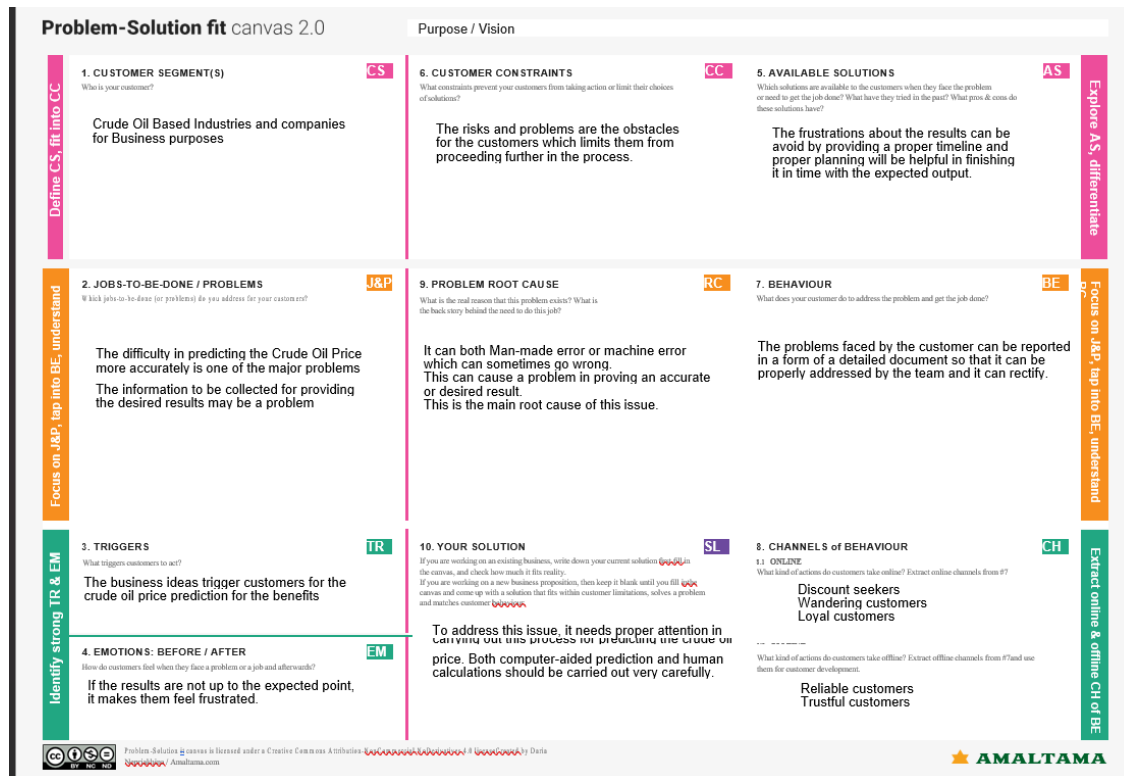 Problem-Solution fit canvas 2.0
Purpose / Vision
Define CS, fit into CC
1. CUSTOMER SEGMENT(S)
CS
Who is your customer?
Crude Oil Based Industries and companies
for Business purposes
6. CUSTOMER CONSTRAINTS
CC
What constraints prevent your customers from taking action or limit their choices
of solutions?
The risks and problems are the obstacles
for the customers which limits them from
proceeding further in the process.
5. AVAILABLE SOLUTIONS
AS
Which solutions are available to the customers when they face the problem
or need to get the job done? What have they tried in the past? What pros & cons do
these solutions have?
The frustrations about the results can be
avoid by providing a proper timeline and
proper planning will be helpful in finishing
it in time with the expected output.
Explore AS, differentiate
Focus on J&P, tap into BE, understand
2. JOBS-TO-BE-DONE / PROBLEMS
J&P
Which jobs-to-be-done (or problems) do you address for your customers?
The difficulty in predicting the Crude Oil Price
more accurately is one of the major problems
The information to be collected for providing
the desired results may be a problem
9. PROBLEM ROOT CAUSE
RC
What is the real reason that this problem exists? What is
the back story behind the need to do this job?
It can both Man-made error or machine error
which can sometimes go wrong.
This can cause a problem in proving an accurate
or desired result.
This is the main root cause of this issue.
7. BEHAVIOUR
BE
What does your customer do to address the problem and get the job done?
The problems faced by the customer can be reported
in a form of a detailed document so that it can be
properly addressed by the team and it can rectify.
Focus on J&P, tap into BE, understand
Identify strong TR & EM
3. TRIGGERS
TR
What triggers customers to act?
The business ideas trigger customers for the
crude oil price prediction for the benefits
4. EMOTIONS: BEFORE / AFTER
EM
How do customers feel when they face a problem or a job and afterwards?
If the results are not up to the expected point,
it makes them feel frustrated.
10. YOUR SOLUTION
SL
If you are working on an existing business, write down your current solution first, fill in
the canvas, and check how much it fits reality.
If you are working on a new business proposition, then keep it blank until you fill in the
canvas and come up with a solution that fits within customer limitations, solves a problem
and matches customer behaviour.
To address this issue, it needs proper attention in
carrying out this process for predicting the crude oil
price. Both computer-aided prediction and human
calculations should be carried out very carefully.
8. CHANNELS of BEHAVIOUR
CH
ONLINE
What kind of actions do customers take online? Extract online channels from #7
Discount seekers
Wandering customers
Loyal customers
What kind of actions do customers take offline? Extract offline channels from #7and use
them for customer development.
Reliable customers
Trustful customers
Extract online & offline CH of BE
cc BY NC ND
Problem-Solution is canvas is licensed under a Creative Commons Attribution- by Daria
/ Amaltama.com
AMALTAMA